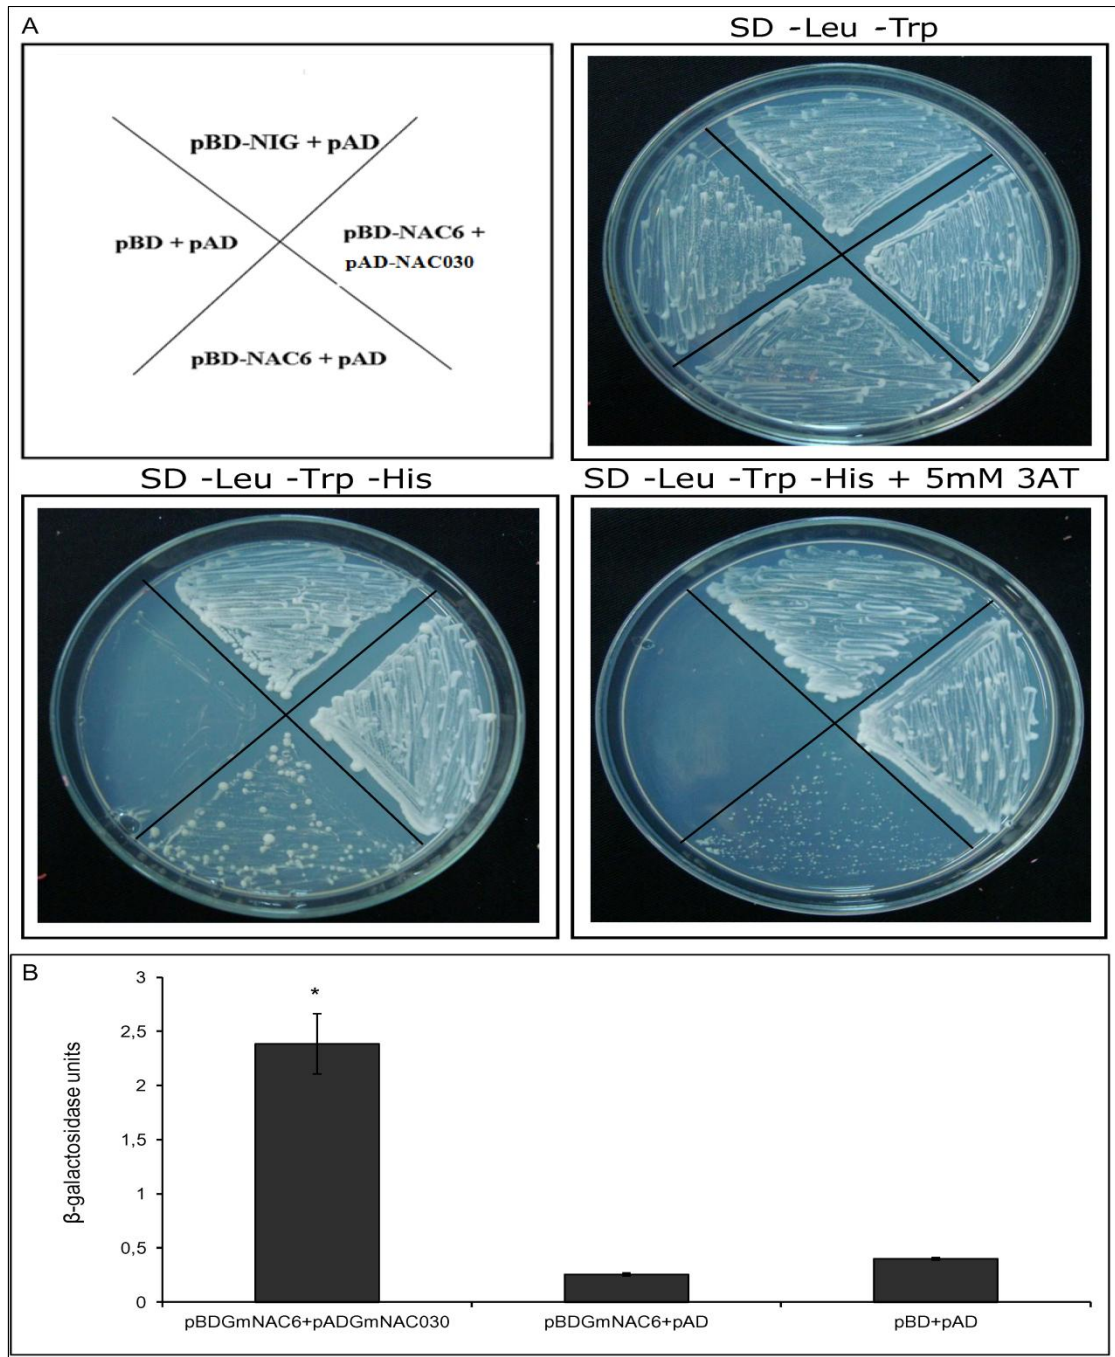 A
SD -Leu -Trp
pBD-NIG + pAD
pBD + pAD
pBD-NAC6 +
pAD-NAC030
pBD-NAC6 + pAD
SD -Leu -Trp -His
SD -Leu -Trp -His + 5mM 3AT
B
3
2,5
2
1,5
1
0,5
0
β-galactosidase units
*
pBDGmNAC6+pADGmNAC030
pBDGmNAC6+pAD
pBD+pAD